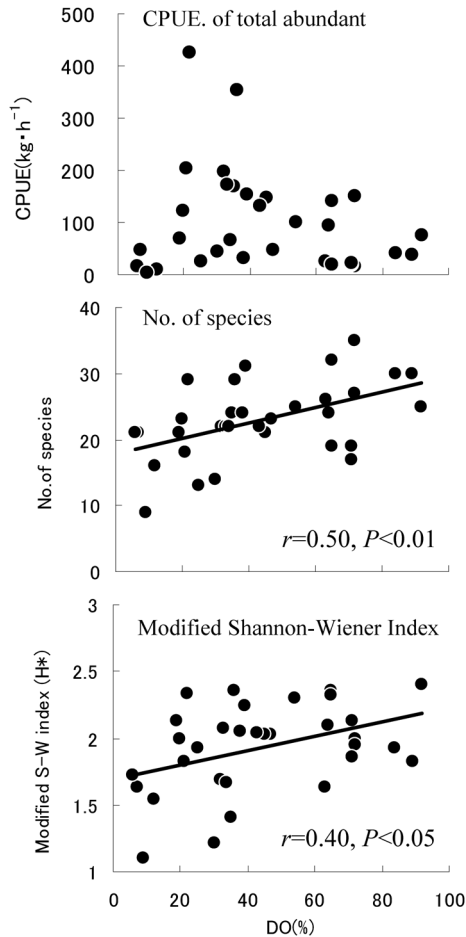 CPUE. of total abundant
CPUE(kg・h⁻¹)
500
400
300
200
100
0
No. of species
No.of species
40
30
20
10
0
r=0.50, P<0.01
Modified Shannon-Wiener Index
Modified S-W index (H*)
3
2.5
2
1.5
1
r=0.40, P<0.05
0 20 40 60 80 100
DO(%)